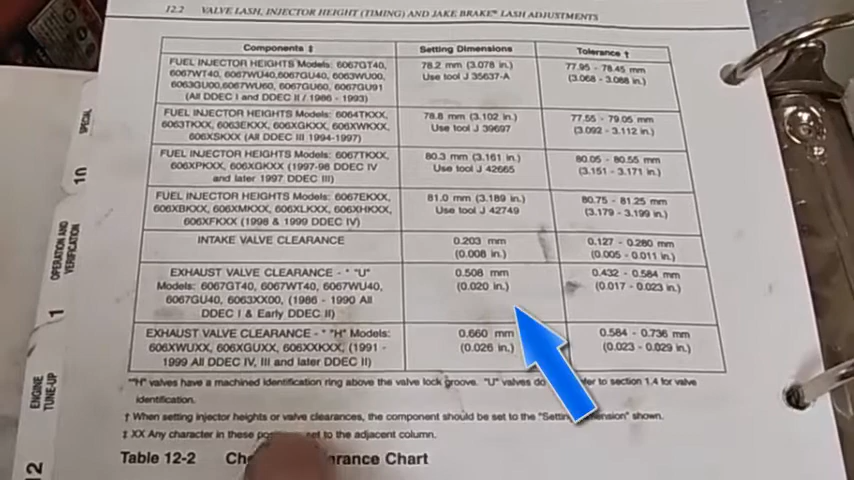 12.2 VALVE LASH, INJECTOR HEIGHT (TIMING) AND JAKE BRAKE® LASH ADJUSTMENTS
Components ‡ Setting Dimensions Tolerance †
FUEL INJECTOR HEIGHTS Models: 6067GT40, 78.2 mm (3.078 in.) 77.95 - 78.45 mm
6067WT40, 6067WU40,6067GU40, 6063WU00, Use tool J 35637-A (3.068 - 3.088 in.)
6063GU00,6067WU60, 6067GU60, 6067GU91
(All DDEC I and DDEC II / 1986 - 1993)
FUEL INJECTOR HEIGHTS Models: 6064TKXX, 78.8 mm (3.102 in.) 77.55 - 79.05 mm
6063TKXX, 6063EKXX, 606XGKXX, 606XWKXX, Use tool J 39697 (3.092 - 3.112 in.)
606XSKXX (All DDEC III 1994-1997)
FUEL INJECTOR HEIGHTS Models: 6067TKXX, 80.3 mm (3.161 in.) 80.05 - 80.55 mm
606XPKXX, 606XGKXX (1997-98 DDEC IV Use tool J 42665 (3.151 - 3.171 in.)
and later 1997 DDEC III)
FUEL INJECTOR HEIGHTS Models: 6067EKXX, 81.0 mm (3.189 in.) 80.75 - 81.25 mm
606XBKXX, 606XMKXX, 606XLKXX, 606XHKXX, Use tool J 42749 (3.179 - 3.199 in.)
606XFKXX (1998 & 1999 DDEC IV)
INTAKE VALVE CLEARANCE 0.203 mm 0.127 - 0.280 mm
(0.008 in.) (0.005 - 0.011 in.)
EXHAUST VALVE CLEARANCE - * "U" 0.508 mm 0.432 - 0.584 mm
Models: 6067GT40, 6067WT40, 6067WU40, (0.020 in.) (0.017 - 0.023 in.)
6067GU40, 6063XX00, (1986 - 1990 All
DDEC I & Early DDEC II)
EXHAUST VALVE CLEARANCE - * "H" Models: 0.660 mm 0.584 - 0.736 mm
606XWUXX, 606XGUXX, 606XXKXX, (1991 - (0.026 in.) (0.023 - 0.029 in.)
1999 All DDEC IV, III and later DDEC II)
*"H" valves have a machined identification ring above the valve lock groove. "U" valves do to section 1.4 for valve
identification.
† When setting injector heights or valve clearances, the component should be set to the "Setting shown.
‡ XX Any character in these to the adjacent column.
Table 12-2 Chart
SPECIAL
10
OPERATION AND
VERIFICATION
1
ENGINE
TUNE-UP
12